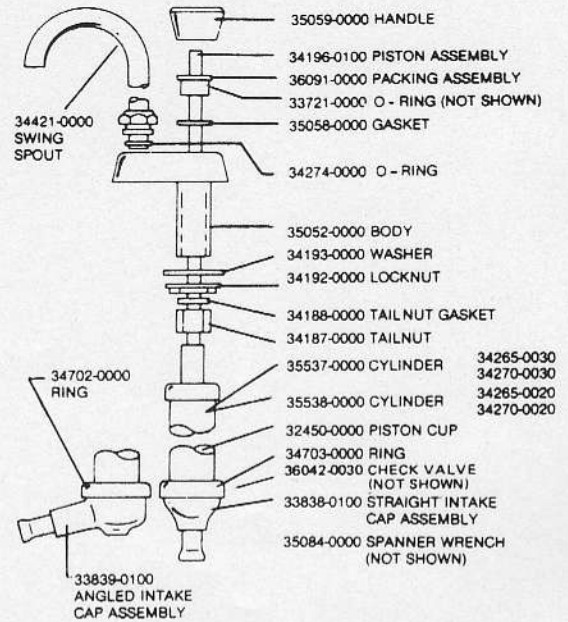 35059-0000 HANDLE
34196-0100 PISTON ASSEMBLY
36091-0000 PACKING ASSEMBLY
33721-0000 O-RING (NOT SHOWN)
35058-0000 GASKET
34421-0000
SWING
SPOUT
34274-0000 O-RING
35052-0000 BODY
34193-0000 WASHER
34192-0000 LOCKNUT
34188-0000 TAILNUT GASKET
34187-0000 TAILNUT
35537-0000 CYLINDER 34265-0030
34270-0030
35538-0000 CYLINDER 34265-0020
34270-0020
34702-0000
RING
32450-0000 PISTON CUP
34703-0000 RING
36042-0030 CHECK VALVE
(NOT SHOWN)
33838-0100 STRAIGHT INTAKE
CAP ASSEMBLY
35084-0000 SPANNER WRENCH
(NOT SHOWN)
33839-0100
ANGLED INTAKE
CAP ASSEMBLY